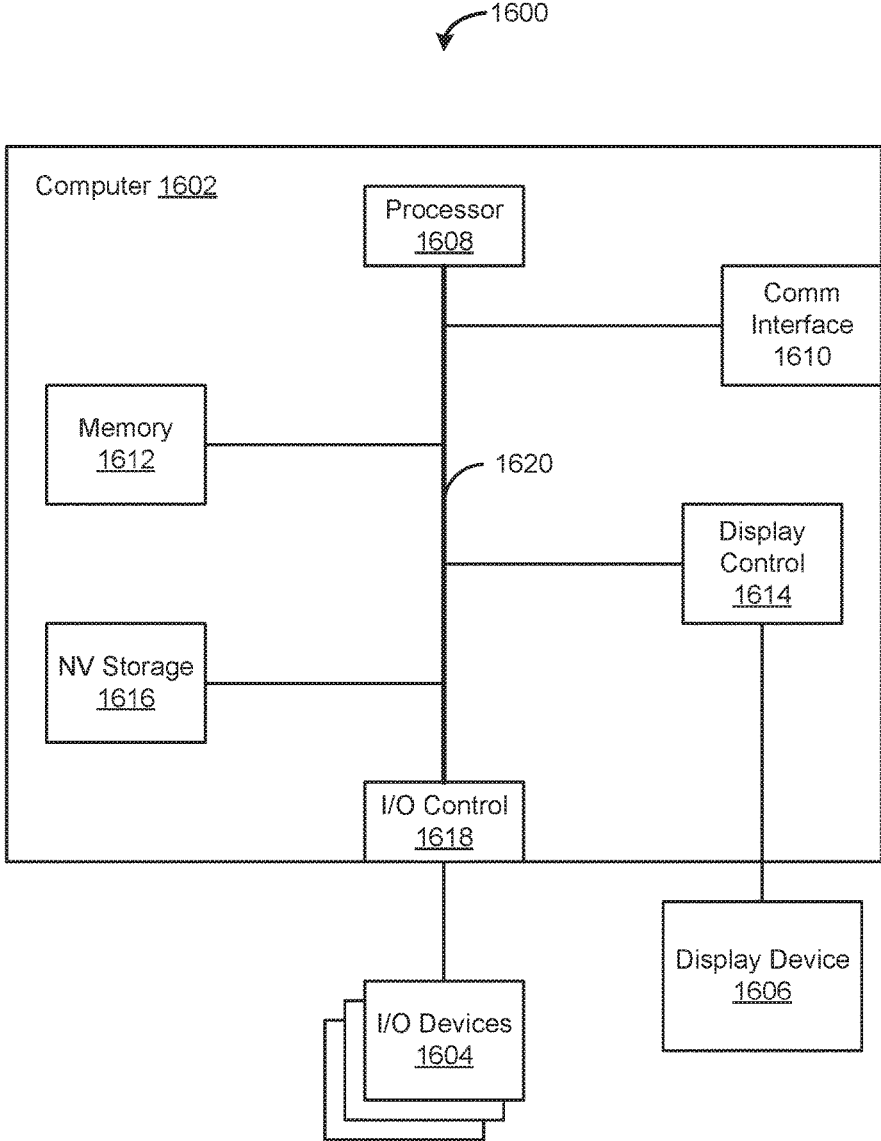 1600
Computer 1602
Processor
1608
Comm
Interface
1610
Memory
1612
1620
Display
Control
1614
NV Storage
1616
I/O Control
1618
Display Device
1606
I/O Devices
1604